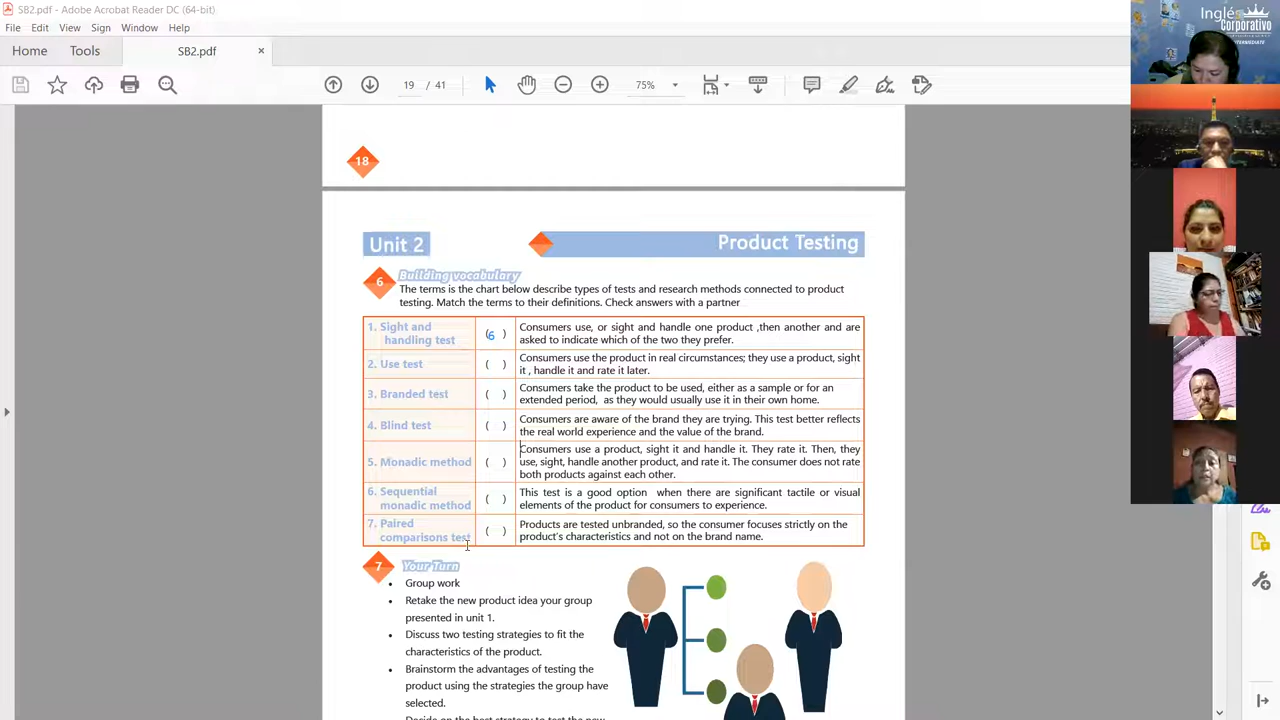 SB2.pdf - Adobe Acrobat Reader DC (64-bit)
File Edit View Sign Window Help
Home Tools SB2.pdf ×
19 / 41 75%
Inglés
Corporativo
18
Unit 2
Product Testing
6 Building vocabulary
The terms is the chart below describe types of tests and research methods connected to product
testing. Match the terms to their definitions. Check answers with a partner
1. Sight and
handling test
(6)
Consumers use, or sight and handle one product ,then another and are
asked to indicate which of the two they prefer.
2. Use test
( )
Consumers use the product in real circumstances; they use a product, sight
it , handle it and rate it later.
3. Branded test
( )
Consumers take the product to be used, either as a sample or for an
extended period, as they would usually use it in their own home.
4. Blind test
( )
Consumers are aware of the brand they are trying. This test better reflects
the real world experience and the value of the brand.
5. Monadic method
( )
Consumers use a product, sight it and handle it. They rate it. Then, they
use, sight, handle another product, and rate it. The consumer does not rate
both products against each other.
6. Sequential
monadic method
( )
This test is a good option when there are significant tactile or visual
elements of the product for consumers to experience.
7. Paired
comparisons test
( )
Products are tested unbranded, so the consumer focuses strictly on the
product's characteristics and not on the brand name.
7 Your Turn
• Group work
• Retake the new product idea your group
presented in unit 1.
• Discuss two testing strategies to fit the
characteristics of the product.
• Brainstorm the advantages of testing the
product using the strategies the group have
selected.
Decide on the best strategy to test the new